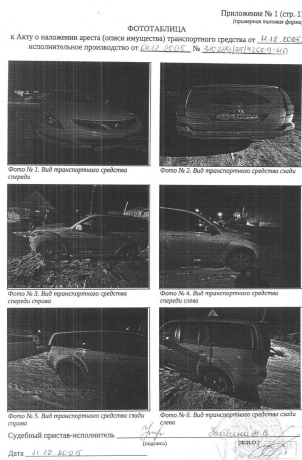 Приложение № 1 (стр. 1)
(примерная типовая форма)
ФОТОТАБЛИЦА
к Акту о наложении ареста (описи имущества) транспортного средства от 11.12.2025,
исполнительное производство от 2025 №
Фото № 1. Вид транспортного средства
спереди
Фото № 2. Вид транспортного средства сзади
Фото № 3. Вид транспортного средства
спереди справа
Фото № 4. Вид транспортного средства
спереди слева
Фото № 5. Вид транспортного средства сзади
справа
Фото № 6. Вид транспортного средства сзади
слева
Судебный пристав-исполнитель
(подпись)
(Ф.И.О.)
Дата 11.12.2025